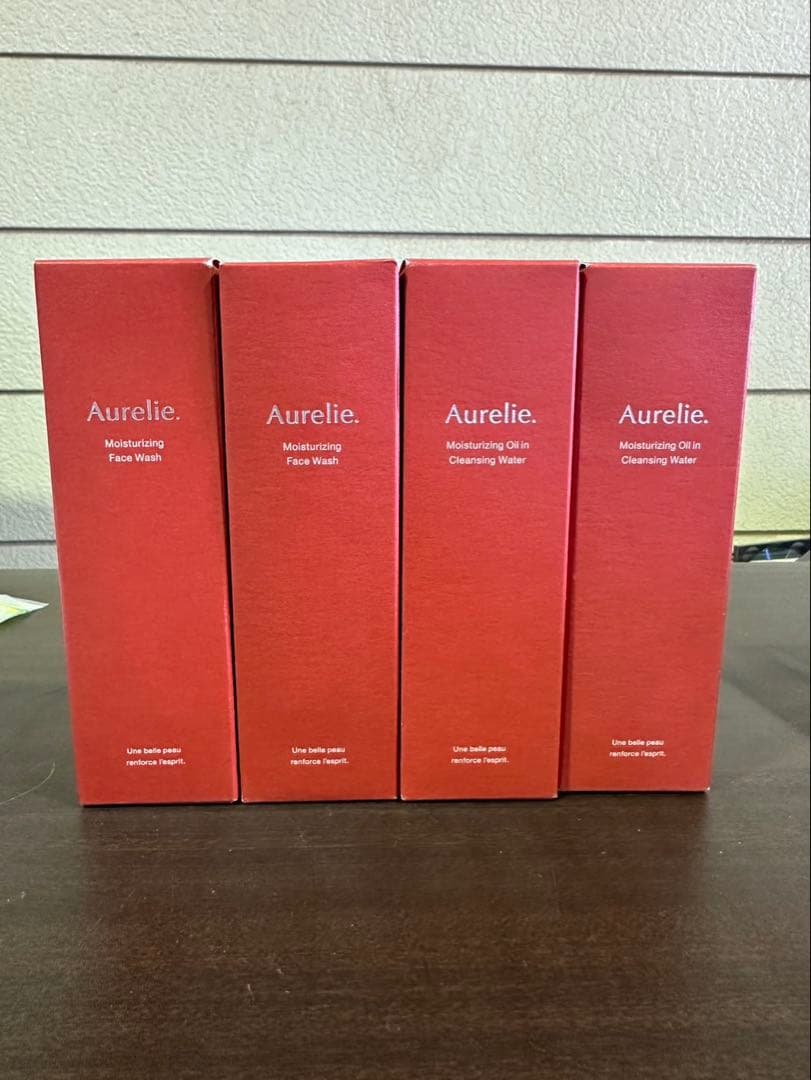 Aurelie.
Moisturizing
Face Wash
Une belle peau
renforce l'esprit.
Aurelie.
Moisturizing
Face Wash
Une belle peau
renforce l'esprit.
Aurelie.
Moisturizing Oil in
Cleansing Water
Une belle peau
renforce l'esprit.
Aurelie.
Moisturizing Oil in
Cleansing Water
Une belle peau
renforce l'esprit.